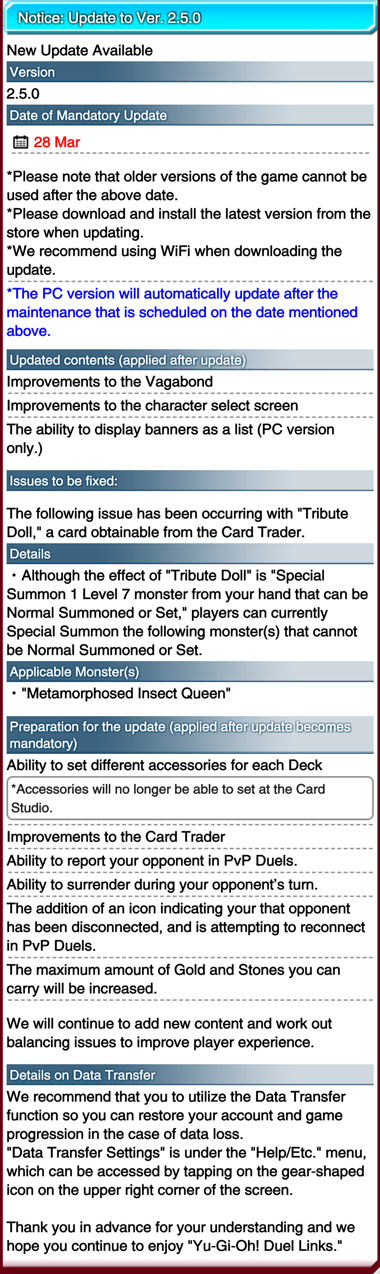 Notice: Update to Ver. 2.5.0
New Update Available
Version
2.5.0
Date of Mandatory Update
28 Mar
*Please note that older versions of the game cannot be
used after the above date.
*Please download and install the latest version from the
store when updating.
*We recommend using WiFi when downloading the
update.
*The PC version will automatically update after the
maintenance that is scheduled on the date mentioned
above.
Updated contents (applied after update)
Improvements to the Vagabond
Improvements to the character select screen
The ability to display banners as a list (PC version
only.)
Issues to be fixed:
The following issue has been occurring with "Tribute
Doll," a card obtainable from the Card Trader.
Details
・Although the effect of "Tribute Doll" is "Special
Summon 1 Level 7 monster from your hand that can be
Normal Summoned or Set," players can currently
Special Summon the following monster(s) that cannot
be Normal Summoned or Set.
Applicable Monster(s)
・"Metamorphosed Insect Queen"
Preparation for the update (applied after update becomes
mandatory)
Ability to set different accessories for each Deck
*Accessories will no longer be able to set at the Card
Studio.
Improvements to the Card Trader
Ability to report your opponent in PvP Duels.
Ability to surrender during your opponent's turn.
The addition of an icon indicating your that opponent
has been disconnected, and is attempting to reconnect
in PvP Duels.
The maximum amount of Gold and Stones you can
carry will be increased.
We will continue to add new content and work out
balancing issues to improve player experience.
Details on Data Transfer
We recommend that you to utilize the Data Transfer
function so you can restore your account and game
progression in the case of data loss.
"Data Transfer Settings" is under the "Help/Etc." menu,
which can be accessed by tapping on the gear-shaped
icon on the upper right corner of the screen.
Thank you in advance for your understanding and we
hope you continue to enjoy "Yu-Gi-Oh! Duel Links."